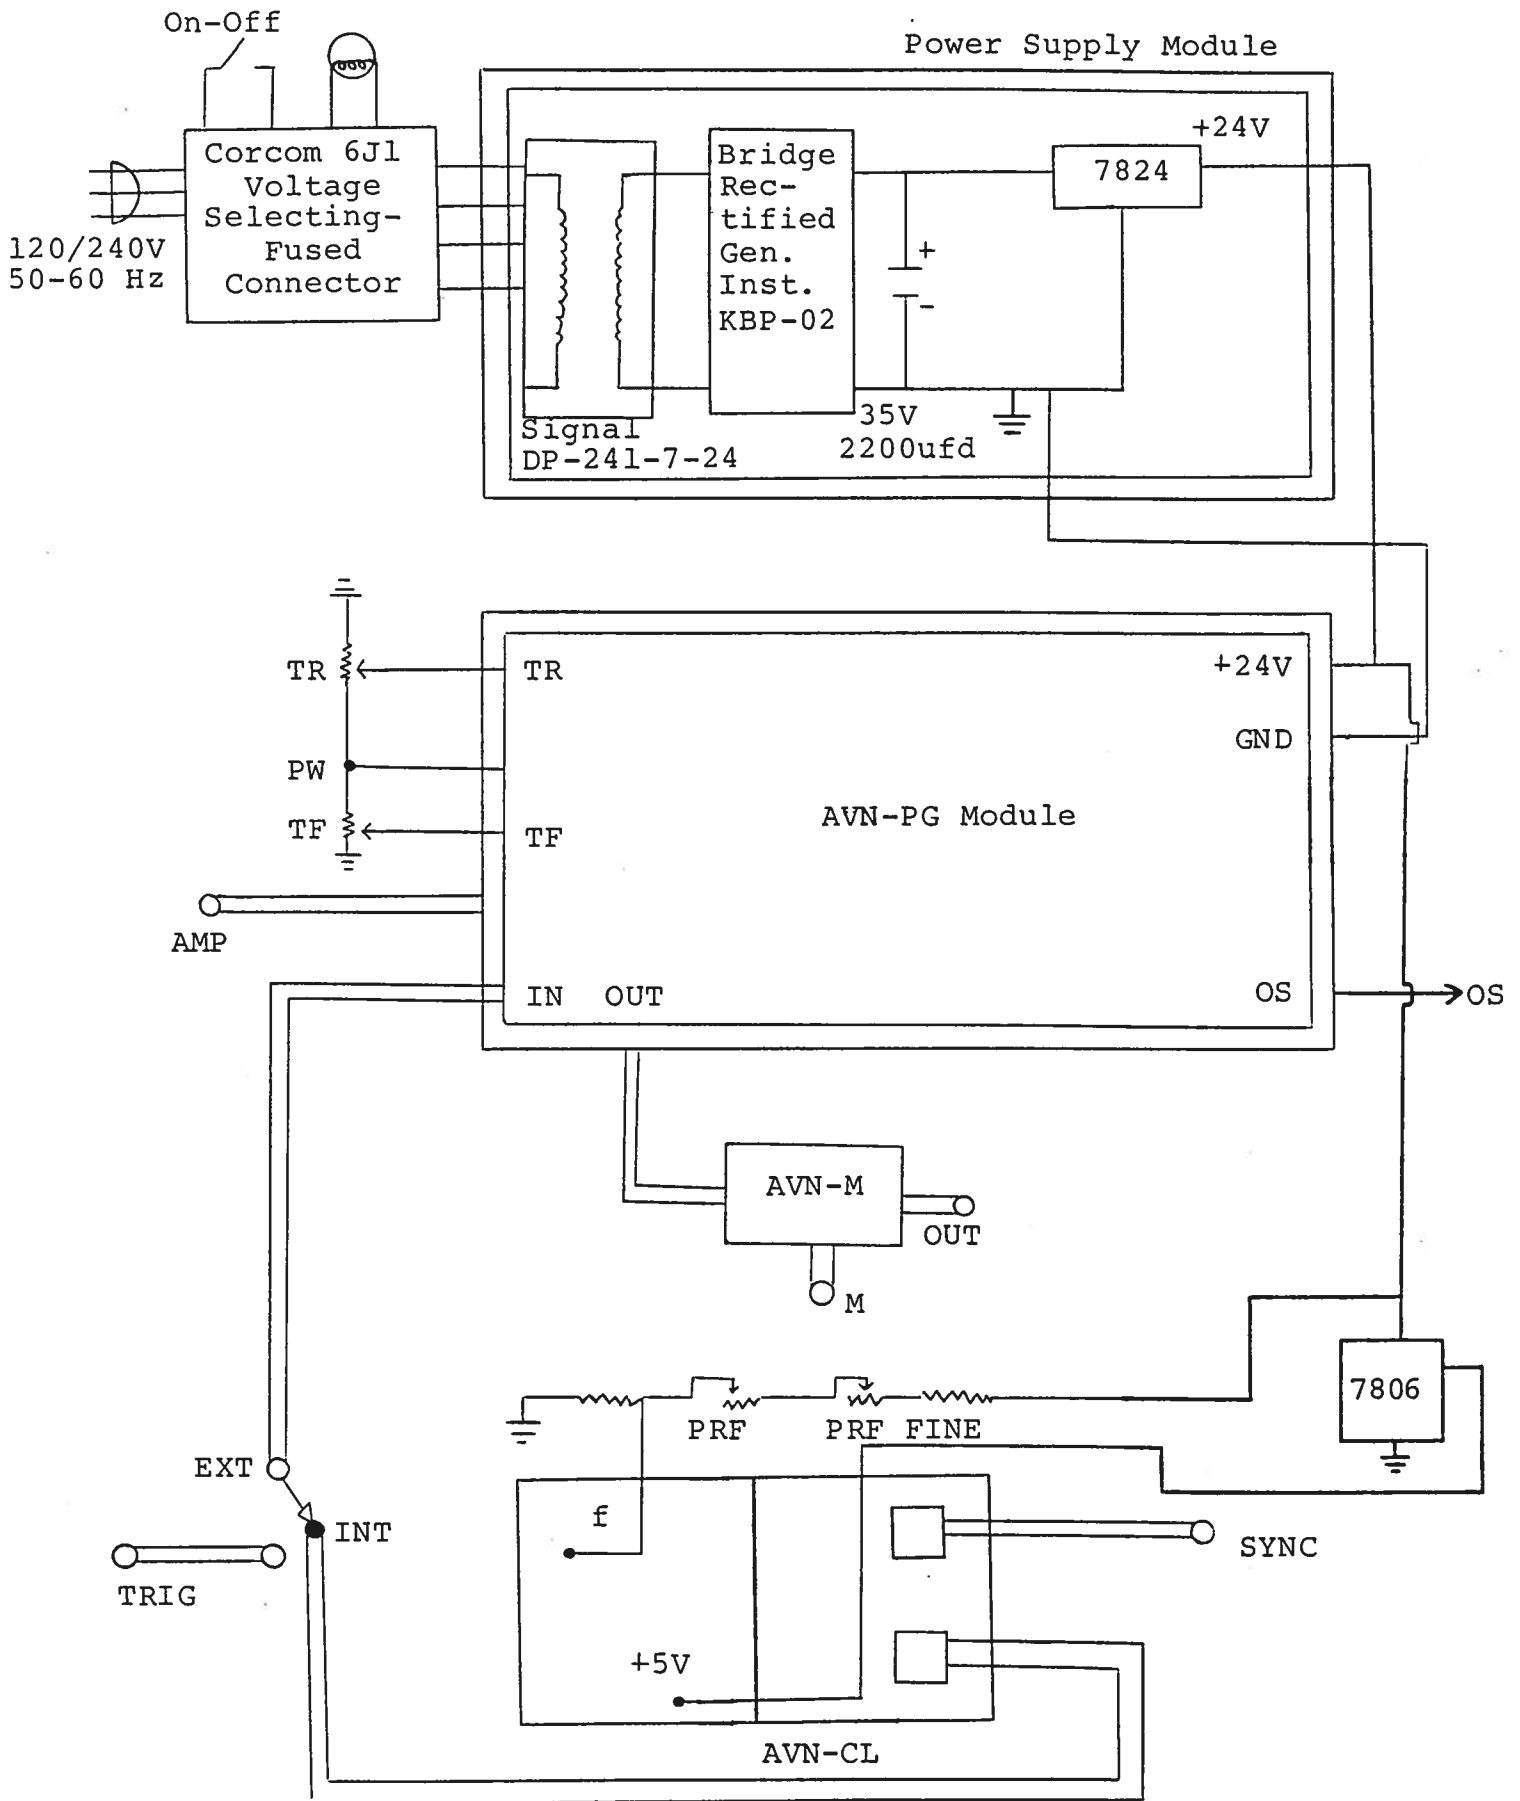 On-Off
Power Supply Module
Corcom 6J1
Voltage
Selecting-
Fused
Connector
120/240V
50-60 Hz
Signal
DP-241-7-24
Bridge
Rec-
tified
Gen.
Inst.
KBP-02
+
-
35V
2200ufd
7824
+24V
TR
TR
PW
TF
TF
AMP
IN
OUT
AVN-PG Module
+24V
GND
OS
OS
AVN-M
OUT
M
PRF
PRF FINE
7806
EXT
INT
TRIG
f
+5V
SYNC
AVN-CL